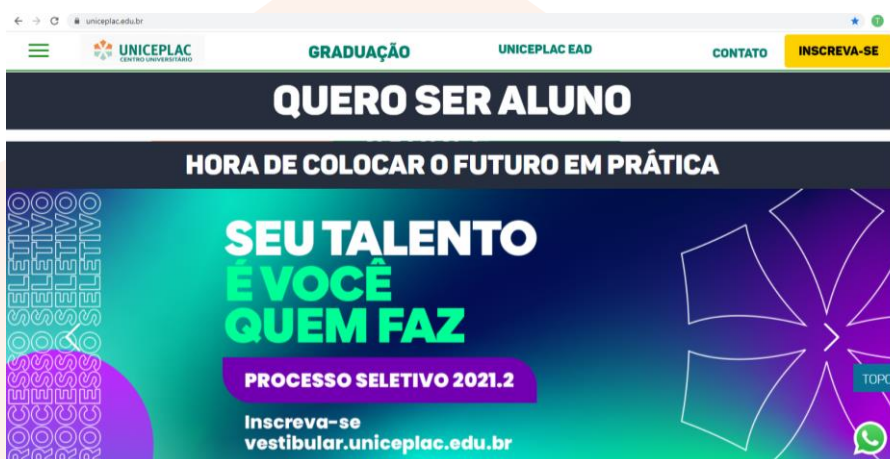 uniceplac.edu.br
UNICEPLAC
CENTRO UNIVERSITÁRIO
GRADUAÇÃO
UNICEPLAC EAD
CONTATO
INSCREVA-SE
QUERO SER ALUNO
HORA DE COLOCAR O FUTURO EM PRÁTICA
PROCESSO SELETIVO
SEU TALENTO
É VOCÊ
QUEM FAZ
PROCESSO SELETIVO 2021.2
Inscreva-se
vestibular.uniceplac.edu.br
TOPO